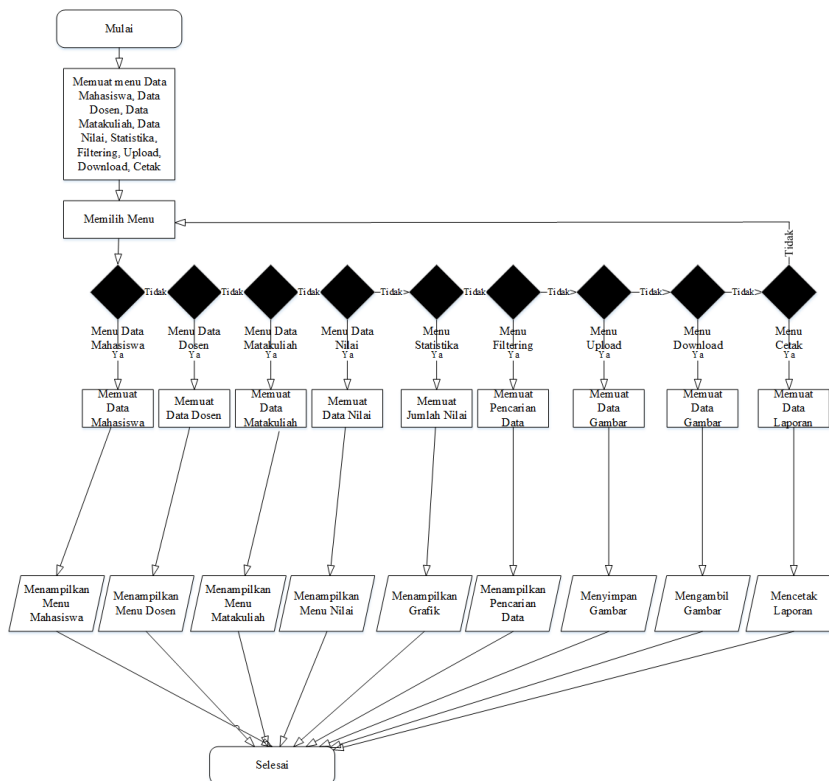 Mulai
Memuat menu Data
Mahasiswa, Data
Dosen, Data
Matakuliah, Data
Nilai, Statistika,
Filtering, Upload,
Download, Cetak
Memilih Menu
Tidak
Tidak
Tidak
Tidak
Tidak
Tidak
Tidak
Tidak
Tidak
Menu Data
Mahasiswa
Ya
Menu Data
Dosen
Ya
Menu Data
Matakuliah
Ya
Menu Data
Nilai
Ya
Menu
Statistika
Ya
Menu
Filtering
Ya
Menu
Upload
Ya
Menu
Download
Ya
Menu
Cetak
Ya
Memuat
Data
Mahasiswa
Memuat
Data Dosen
Memuat
Data
Matakuliah
Memuat
Data Nilai
Memuat
Jumlah Nilai
Memuat
Pencarian
Data
Memuat Data
Gambar
Memuat Data
Gambar
Memuat Data
Laporan
Menampilkan
Menu
Mahasiswa
Menampilkan
Menu Dosen
Menampilkan
Menu
Matakuliah
Menampilkan
Menu Nilai
Menampilkan
Grafik
Menampilkan
Pencarian
Data
Menyimpan
Gambar
Mengambil
Gambar
Mencetak
Laporan
Selesai